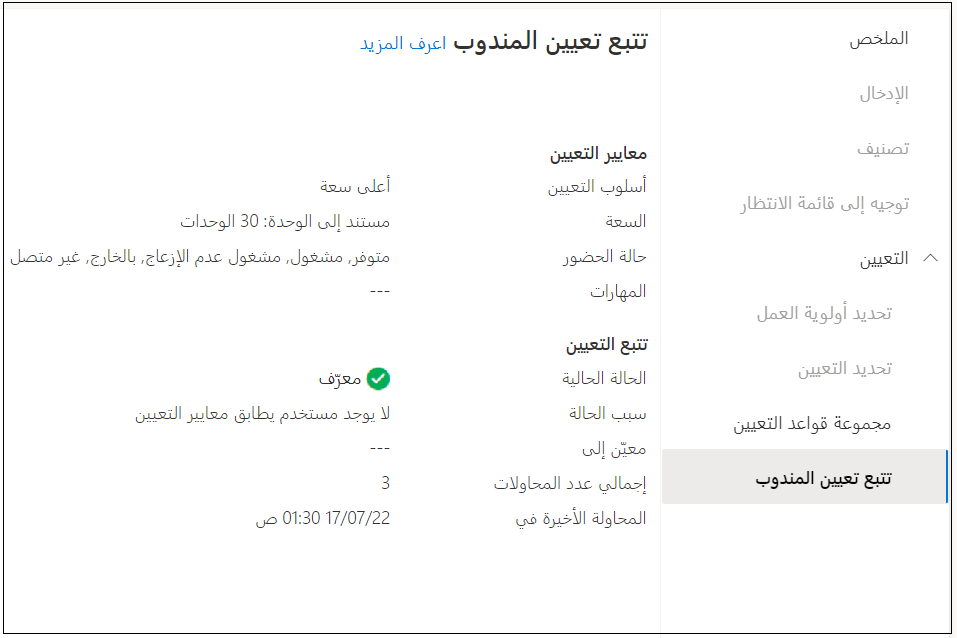 الملخص
الإدخال
تصنيف
توجيه إلى قائمة الانتظار
التعيين
تحديد أولوية العمل
تحديد التعيين
مجموعة قواعد التعيين
تتبع تعيين المندوب
تتبع تعيين المندوب اعرف المزيد
معايير التعيين
أسلوب التعيين أعلى سعة
السعة مستند إلى الوحدة: 30 الوحدات
حالة الحضور متوفر, مشغول, مشغول عدم الإزعاج, بالخارج, غير متصل
المهارات ---
تتبع التعيين
الحالة الحالية معرّف
سبب الحالة لا يوجد مستخدم يطابق معايير التعيين
معيّن إلى ---
إجمالي عدد المحاولات 3
المحاولة الأخيرة في 17/07/22 01:30 ص